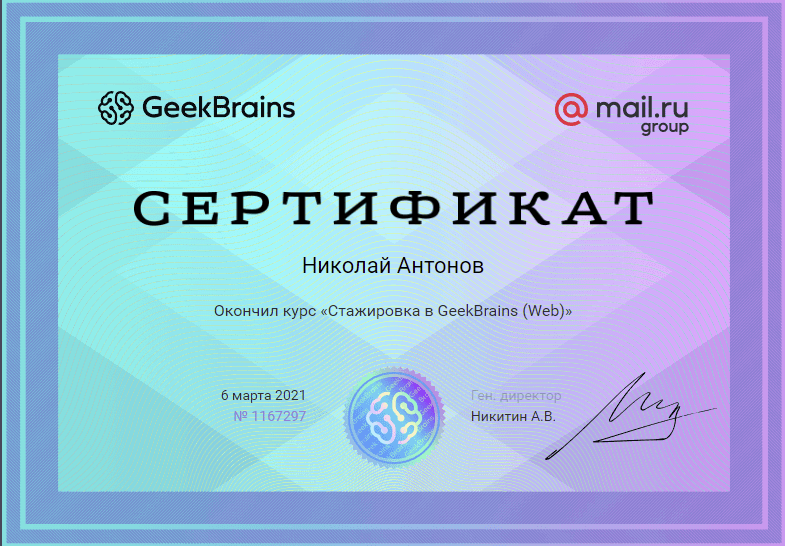 GeekBrains
@mail.ru
group
СЕРТИФИКАТ
Николай Антонов
Окончил курс «Стажировка в GeekBrains (Web)»
6 марта 2021
№ 1167297
Ген. директор
Никитин А.В.